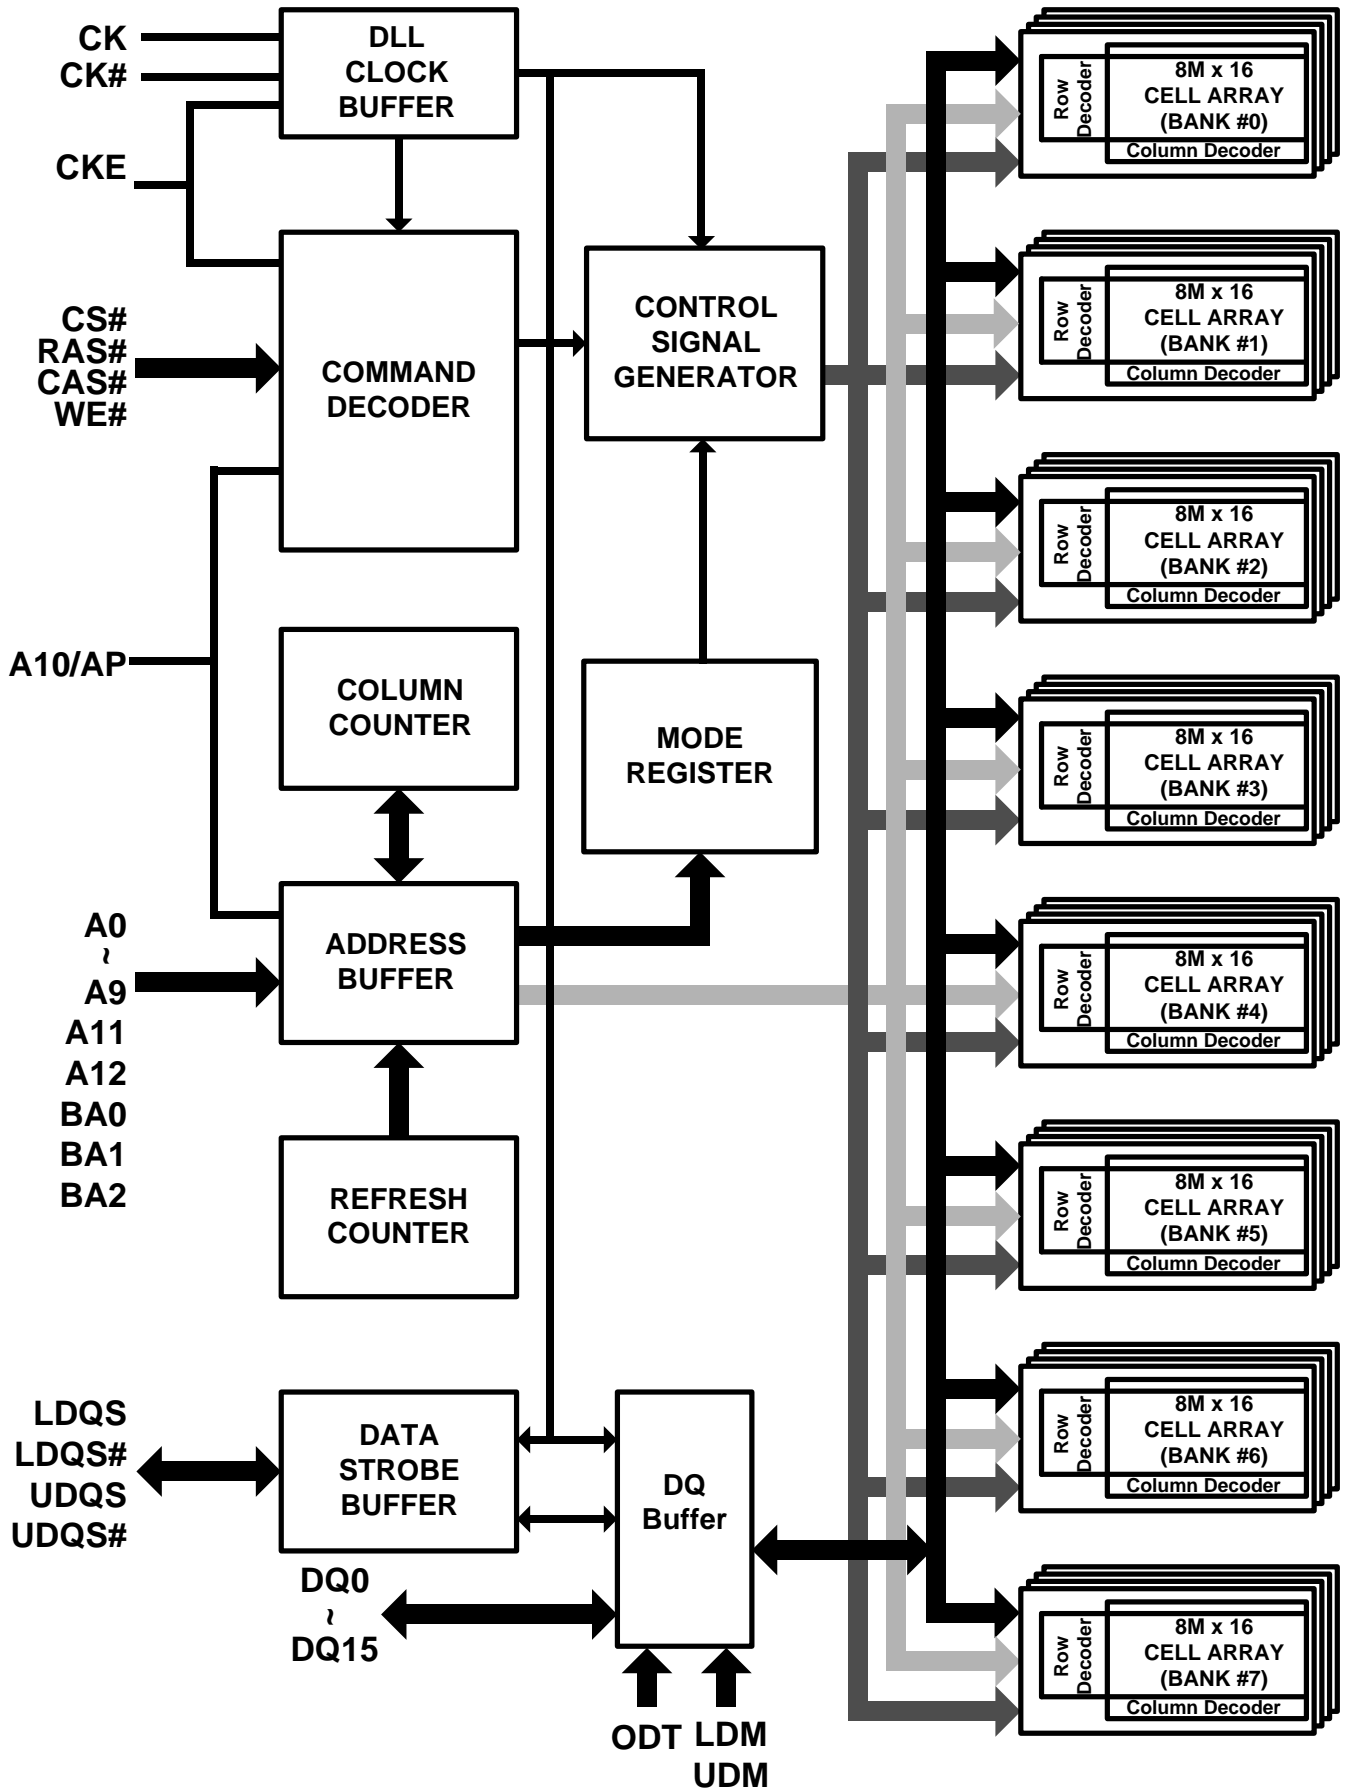 CK
CK#
CKE
CS#
RAS#
CAS#
WE#
A10/AP
A0
~
A9
A11
A12
BA0
BA1
BA2
LDQS
LDQS#
UDQS
UDQS#
DLL
CLOCK
BUFFER
COMMAND
DECODER
COLUMN
COUNTER
ADDRESS
BUFFER
REFRESH
COUNTER
DATA
STROBE
BUFFER
DQ0
~
DQ15
CONTROL
SIGNAL
GENERATOR
MODE
REGISTER
DQ
Buffer
ODT
LDM
UDM
Row
Decoder
8M x 16
CELL ARRAY
(BANK #0)
Column Decoder
Row
Decoder
8M x 16
CELL ARRAY
(BANK #1)
Column Decoder
Row
Decoder
8M x 16
CELL ARRAY
(BANK #2)
Column Decoder
Row
Decoder
8M x 16
CELL ARRAY
(BANK #3)
Column Decoder
Row
Decoder
8M x 16
CELL ARRAY
(BANK #4)
Column Decoder
Row
Decoder
8M x 16
CELL ARRAY
(BANK #5)
Column Decoder
Row
Decoder
8M x 16
CELL ARRAY
(BANK #6)
Column Decoder
Row
Decoder
8M x 16
CELL ARRAY
(BANK #7)
Column Decoder